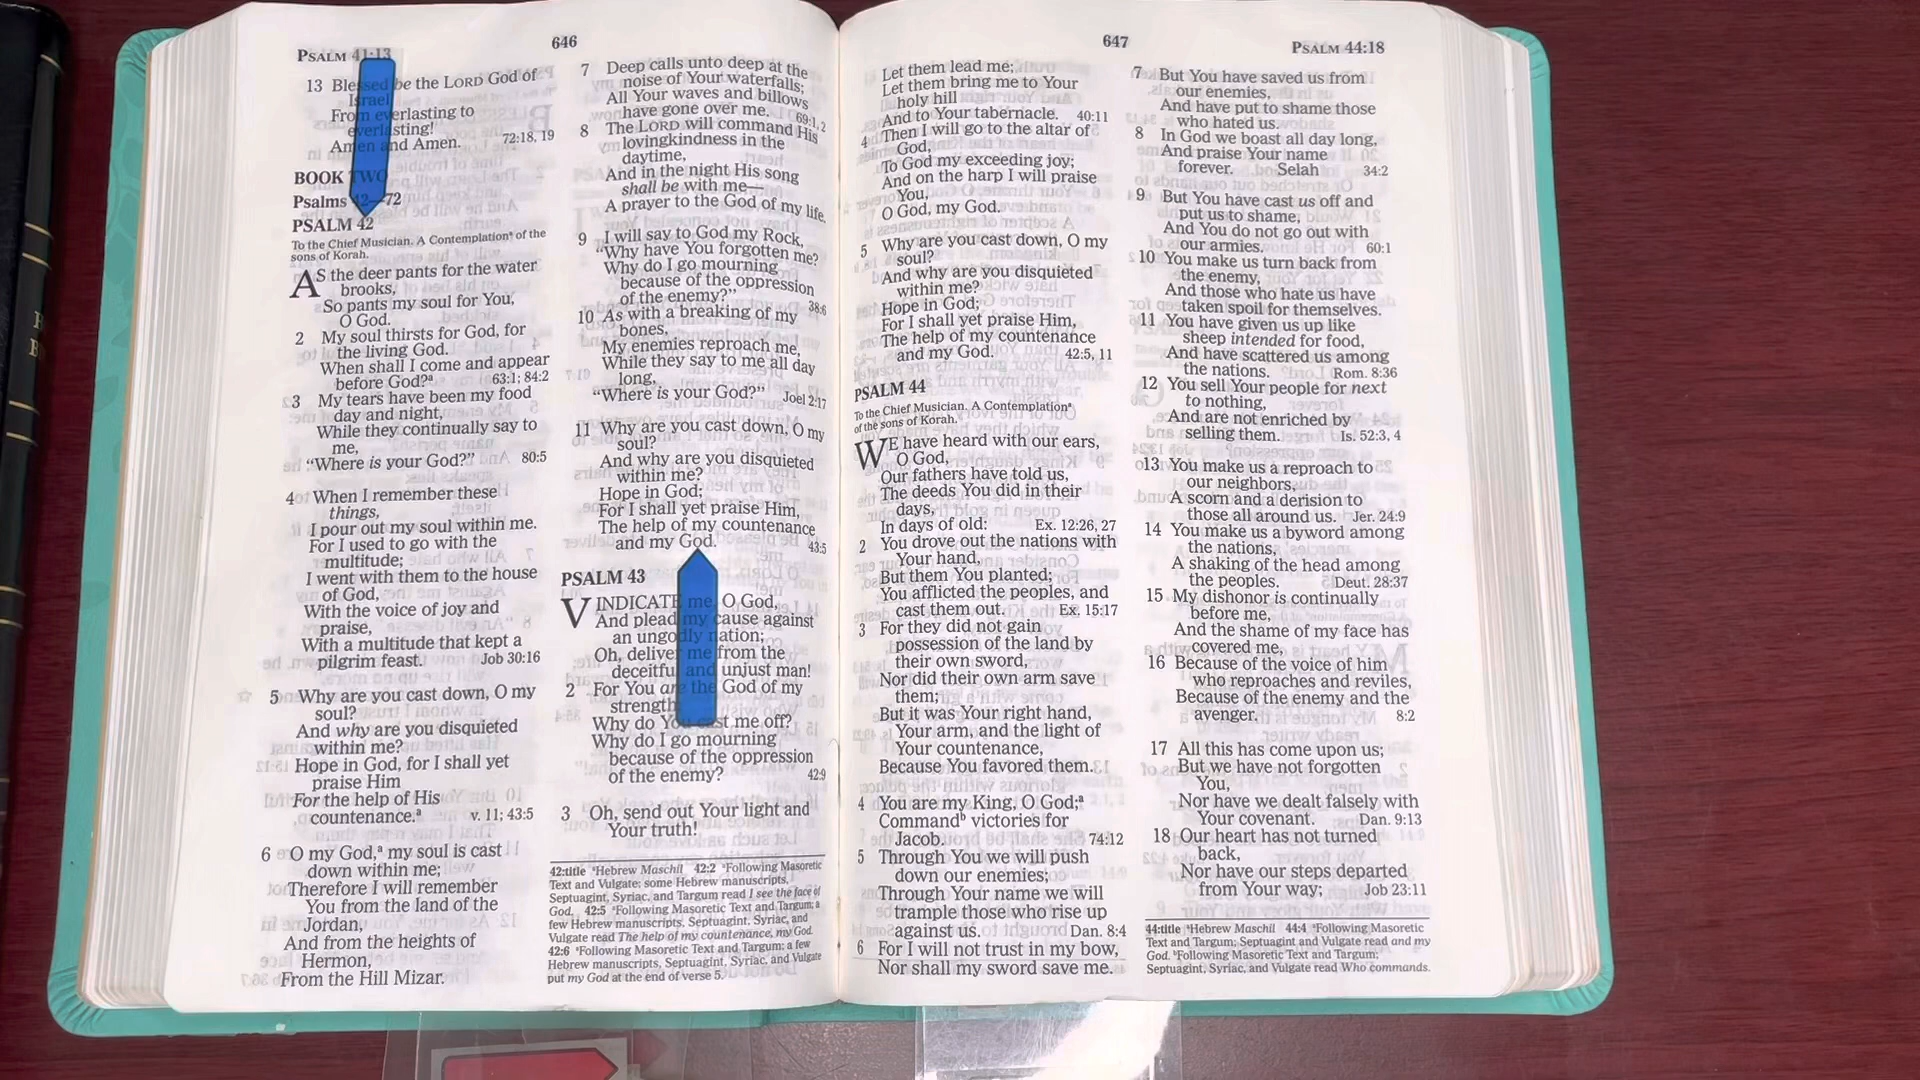 PSALM 41:13
646
13 Blessed be the LORD God of
Israel
From everlasting to
everlasting!
Amen and Amen. 72:18, 19
BOOK TWO
Psalms 42—72
PSALM 42
To the Chief Musician. A Contemplationª of the
sons of Korah.
AS the deer pants for the water
brooks,
So pants my soul for You,
O God.
2 My soul thirsts for God, for
the living God.
When shall I come and appear
before God?ª 63:1; 84:2
3 My tears have been my food
day and night,
While they continually say to
me,
“Where is your God?” 80:5
4 When I remember these
things,
I pour out my soul within me.
For I used to go with the
multitude;
I went with them to the house
of God,
With the voice of joy and
praise,
With a multitude that kept a
pilgrim feast. Job 30:16
5 Why are you cast down, O my
soul?
And why are you disquieted
within me?
Hope in God, for I shall yet
praise Him
For the help of His
countenance.ª v. 11; 43:5
6 O my God,ª my soul is cast
down within me;
Therefore I will remember
You from the land of the
Jordan,
And from the heights of
Hermon,
From the Hill Mizar.
7 Deep calls unto deep at the
noise of Your waterfalls;
All Your waves and billows
have gone over me. 69:1, 2
8 The LORD will command His
lovingkindness in the
daytime,
And in the night His song
shall be with me—
A prayer to the God of my life.
9 I will say to God my Rock,
“Why have You forgotten me?
Why do I go mourning
because of the oppression
of the enemy?” 38:6
10 As with a breaking of my
bones,
My enemies reproach me,
While they say to me all day
long,
“Where is your God?” Joel 2:17
11 Why are you cast down, O my
soul?
And why are you disquieted
within me?
Hope in God;
For I shall yet praise Him,
The help of my countenance
and my God. 43:5
PSALM 43
VINDICATE me, O God,
And plead my cause against
an ungodly nation;
Oh, deliver me from the
deceitful and unjust man!
2 For You are the God of my
strength
Why do You cast me off?
Why do I go mourning
because of the oppression
of the enemy? 42:9
3 Oh, send out Your light and
Your truth!
42:title ªHebrew Maschil 42:2 ªFollowing Masoretic
Text and Vulgate; some Hebrew manuscripts,
Septuagint, Syriac, and Targum read I see the face of
God. 42:5 ªFollowing Masoretic Text and Targum; a
few Hebrew manuscripts, Septuagint, Syriac, and
Vulgate read The help of my countenance, my God.
42:6 ªFollowing Masoretic Text and Targum; a few
Hebrew manuscripts, Septuagint, Syriac, and Vulgate
put my God at the end of verse 5.
647
PSALM 44:18
Let them lead me;
Let them bring me to Your
holy hill
And to Your tabernacle. 40:11
4 Then I will go to the altar of
God,
To God my exceeding joy;
And on the harp I will praise
You,
O God, my God.
5 Why are you cast down, O my
soul?
And why are you disquieted
within me?
Hope in God;
For I shall yet praise Him,
The help of my countenance
and my God. 42:5, 11
PSALM 44
To the Chief Musician. A Contemplationª
of the sons of Korah.
WE have heard with our ears,
O God,
Our fathers have told us,
The deeds You did in their
days,
In days of old: Ex. 12:26, 27
2 You drove out the nations with
Your hand,
But them You planted;
You afflicted the peoples, and
cast them out. Ex. 15:17
3 For they did not gain
possession of the land by
their own sword,
Nor did their own arm save
them;
But it was Your right hand,
Your arm, and the light of
Your countenance,
Because You favored them.
4 You are my King, O God;ª
Commandᵇ victories for
Jacob. 74:12
5 Through You we will push
down our enemies;
Through Your name we will
trample those who rise up
against us. Dan. 8:4
6 For I will not trust in my bow,
Nor shall my sword save me.
7 But You have saved us from
our enemies,
And have put to shame those
who hated us.
8 In God we boast all day long,
And praise Your name
forever. Selah 34:2
9 But You have cast us off and
put us to shame,
And You do not go out with
our armies. 60:1
10 You make us turn back from
the enemy,
And those who hate us have
taken spoil for themselves.
11 You have given us up like
sheep intended for food,
And have scattered us among
the nations. Rom. 8:36
12 You sell Your people for next
to nothing,
And are not enriched by
selling them. Is. 52:3, 4
13 You make us a reproach to
our neighbors,
A scorn and a derision to
those all around us. Jer. 24:9
14 You make us a byword among
the nations,
A shaking of the head among
the peoples. Deut. 28:37
15 My dishonor is continually
before me,
And the shame of my face has
covered me,
16 Because of the voice of him
who reproaches and reviles,
Because of the enemy and the
avenger. 8:2
17 All this has come upon us;
But we have not forgotten
You,
Nor have we dealt falsely with
Your covenant. Dan. 9:13
18 Our heart has not turned
back,
Nor have our steps departed
from Your way; Job 23:11
44:title ªHebrew Maschil 44:4 ªFollowing Masoretic
Text and Targum; Septuagint and Vulgate read and my
God. ᵇFollowing Masoretic Text and Targum;
Septuagint, Syriac, and Vulgate read Who commands.